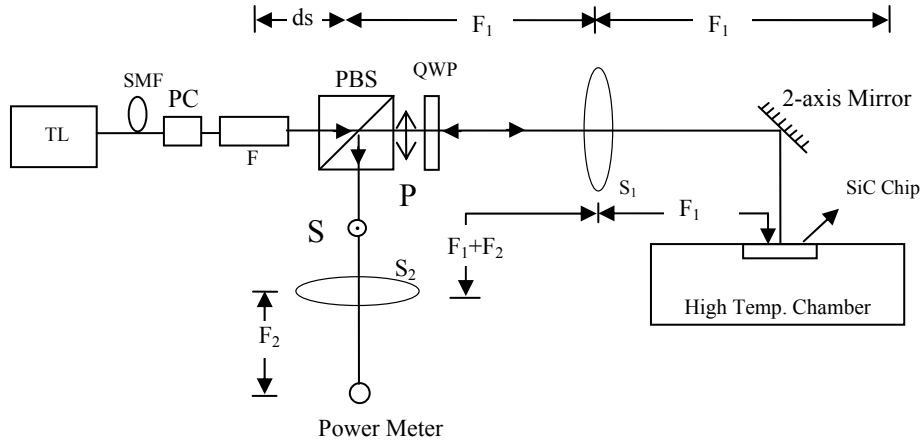 ds
F₁
F₁
SMF
PC
PBS
QWP
2-axis Mirror
TL
F
P
S₁
SiC Chip
F₁
S
F₁+F₂
S₂
High Temp. Chamber
F₂
Power Meter